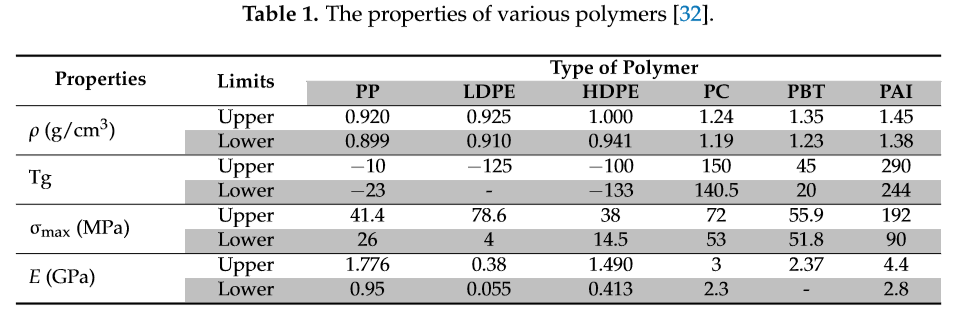 Table 1. The properties of various polymers [32].
Properties Limits Type of Polymer
PP LDPE HDPE PC PBT PAI
ρ (g/cm³) Upper 0.920 0.925 1.000 1.24 1.35 1.45
Lower 0.899 0.910 0.941 1.19 1.23 1.38
Tg Upper −10 −125 −100 150 45 290
Lower −23 - −133 140.5 20 244
σmax (MPa) Upper 41.4 78.6 38 72 55.9 192
Lower 26 4 14.5 53 51.8 90
E (GPa) Upper 1.776 0.38 1.490 3 2.37 4.4
Lower 0.95 0.055 0.413 2.3 - 2.8